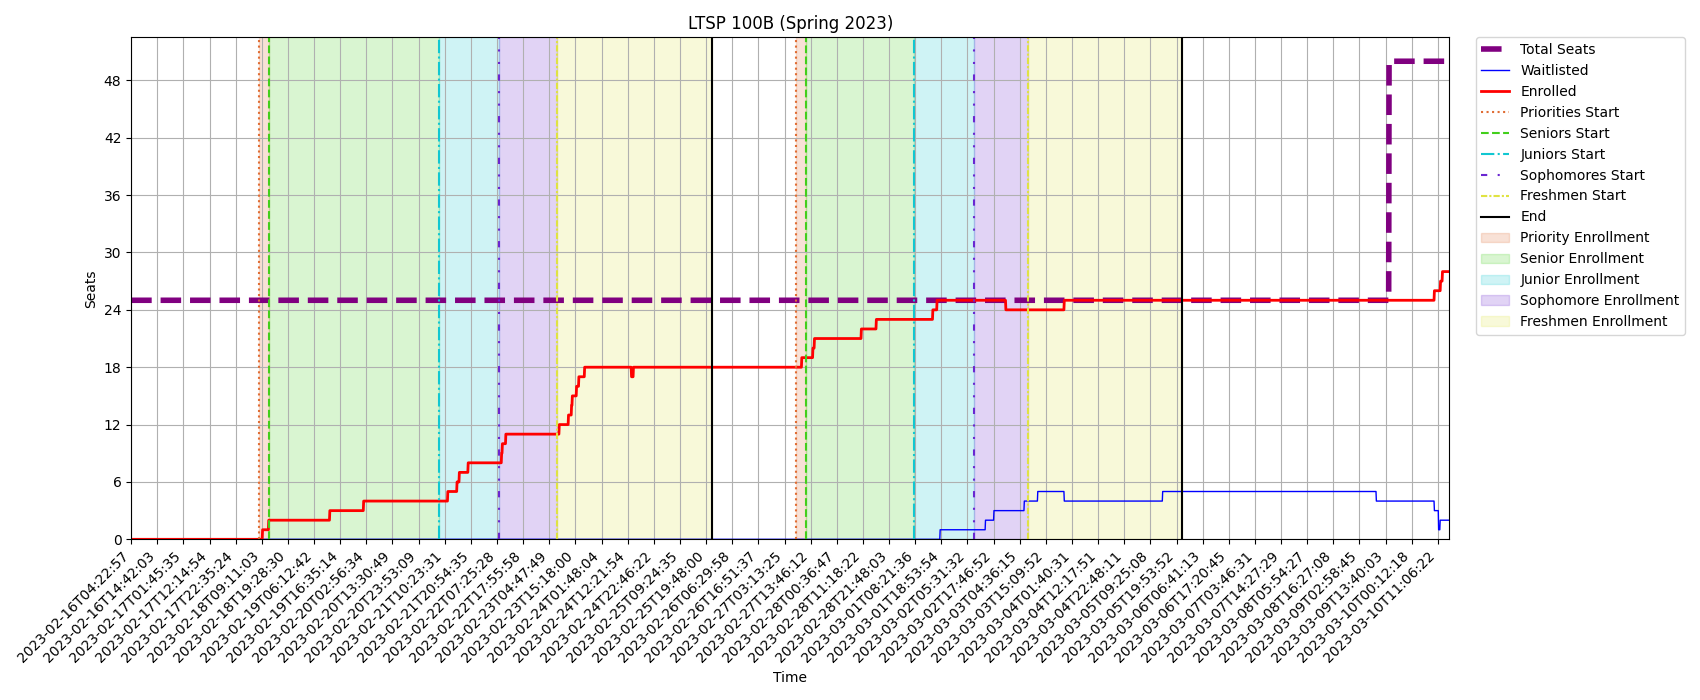 LTSP 100B (Spring 2023)
Seats
48
42
36
30
24
18
12
6
0
2023-02-16T04:22:57
2023-02-16T14:42:03
2023-02-17T01:45:35
2023-02-17T12:14:54
2023-02-17T22:35:24
2023-02-18T09:11:03
2023-02-18T19:28:30
2023-02-19T06:12:42
2023-02-19T16:35:14
2023-02-20T02:56:34
2023-02-20T13:30:49
2023-02-20T23:53:09
2023-02-21T10:23:31
2023-02-21T20:54:35
2023-02-22T07:25:28
2023-02-22T17:55:58
2023-02-23T04:47:49
2023-02-23T15:18:00
2023-02-24T01:48:04
2023-02-24T12:21:54
2023-02-24T22:46:22
2023-02-25T09:24:35
2023-02-25T19:48:00
2023-02-26T06:29:58
2023-02-26T16:51:37
2023-02-27T03:13:25
2023-02-27T13:46:12
2023-02-28T00:36:47
2023-02-28T11:18:22
2023-02-28T21:48:03
2023-03-01T08:21:36
2023-03-01T18:53:54
2023-03-02T05:31:32
2023-03-02T17:46:52
2023-03-03T04:36:15
2023-03-03T15:09:52
2023-03-04T01:40:31
2023-03-04T12:17:51
2023-03-04T22:48:11
2023-03-05T09:25:08
2023-03-05T19:53:52
2023-03-06T06:41:13
2023-03-06T17:20:45
2023-03-07T03:46:31
2023-03-07T14:27:29
2023-03-08T05:54:27
2023-03-08T16:27:08
2023-03-09T02:58:45
2023-03-09T13:40:03
2023-03-10T00:12:18
2023-03-10T11:06:22
Time
Total Seats
Waitlisted
Enrolled
Priorities Start
Seniors Start
Juniors Start
Sophomores Start
Freshmen Start
End
Priority Enrollment
Senior Enrollment
Junior Enrollment
Sophomore Enrollment
Freshmen Enrollment